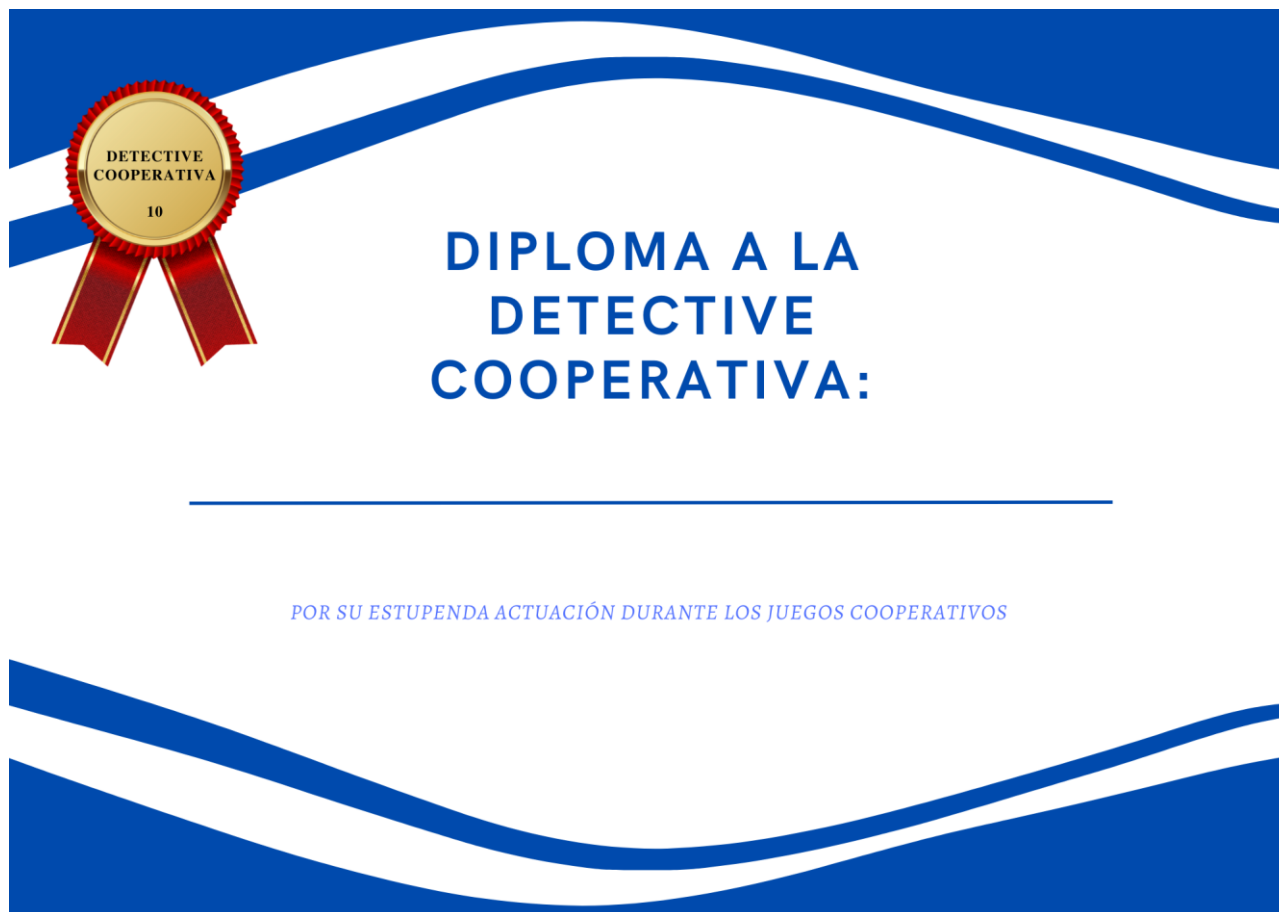 DETECTIVE
COOPERATIVA
10
DIPLOMA A LA
DETECTIVE
COOPERATIVA:
POR SU ESTUPENDA ACTUACIÓN DURANTE LOS JUEGOS COOPERATIVOS